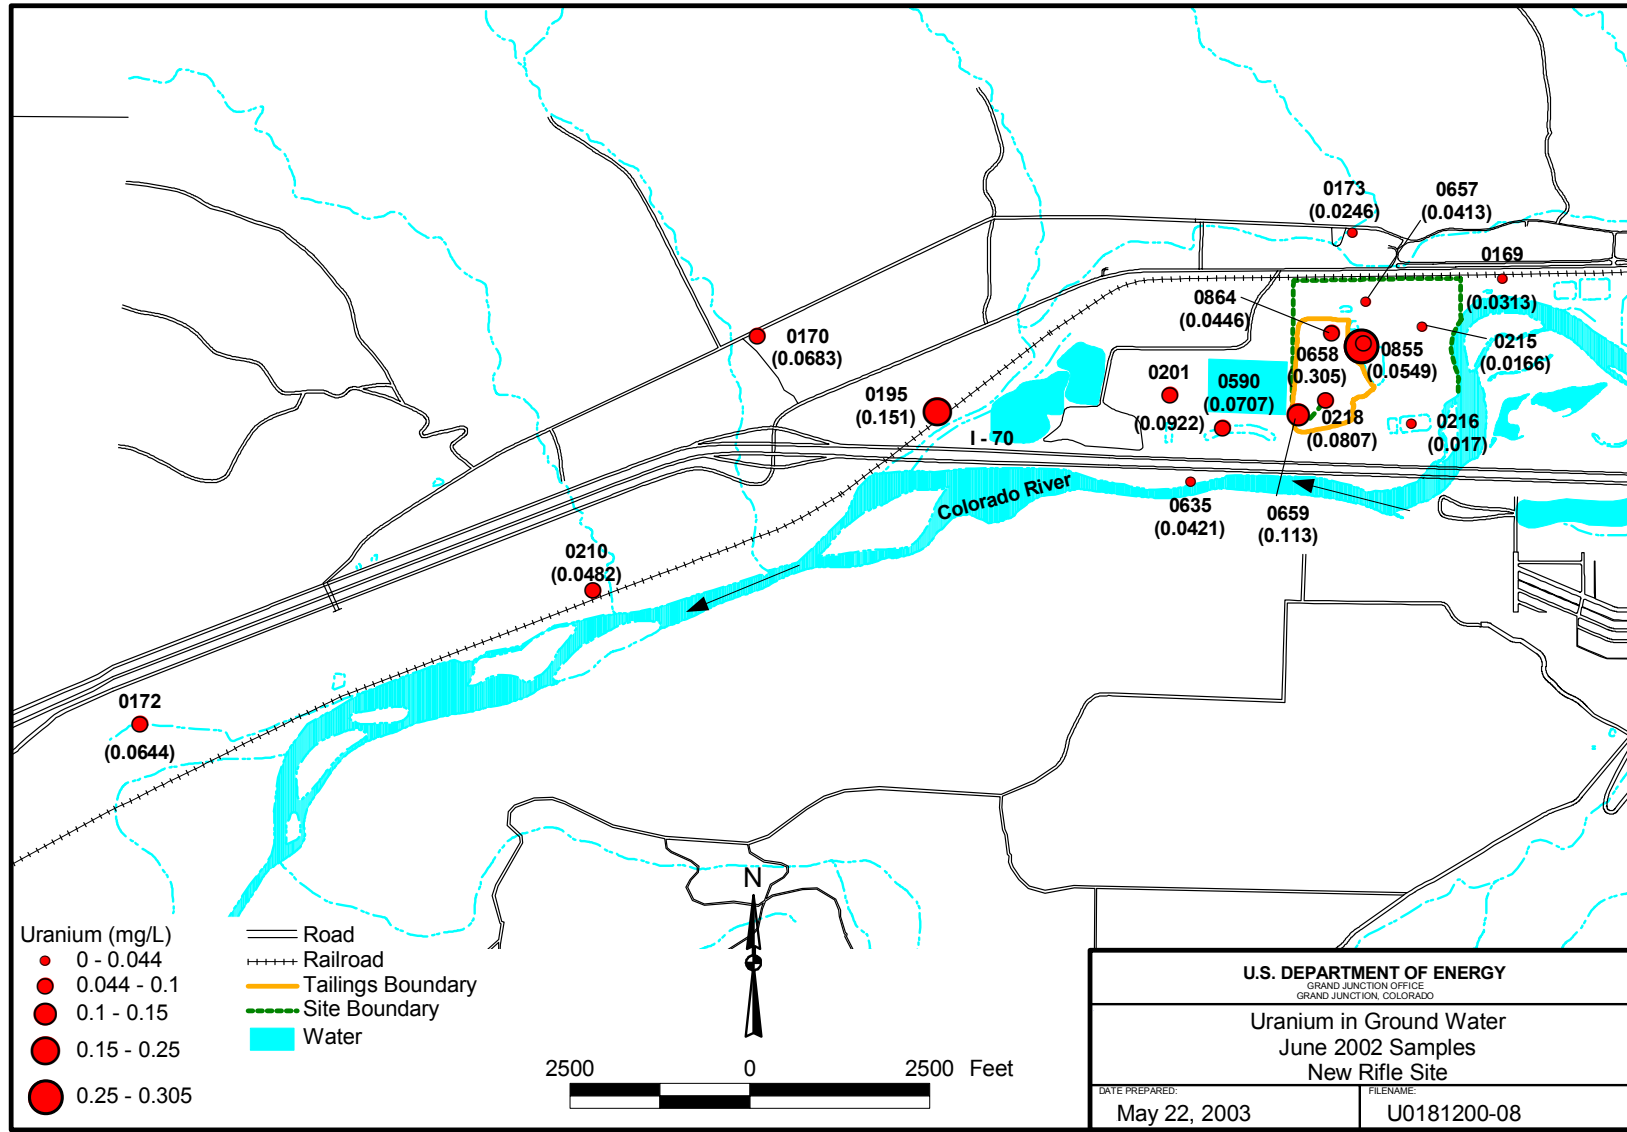 0173
(0.0246)
0657
(0.0413)
0169
(0.0313)
0864
(0.0446)
0215
(0.0166)
0170
(0.0683)
0658
(0.305)
0855
(0.0549)
0201
(0.0922)
0590
(0.0707)
0195
(0.151)
0218
(0.0807)
0216
(0.017)
I - 70
Colorado River
0635
(0.0421)
0659
(0.113)
0210
(0.0482)
0172
(0.0644)
N
Uranium (mg/L)
0 - 0.044
0.044 - 0.1
0.1 - 0.15
0.15 - 0.25
0.25 - 0.305
Road
Railroad
Tailings Boundary
Site Boundary
Water
2500 0 2500 Feet
U.S. DEPARTMENT OF ENERGY
GRAND JUNCTION OFFICE
GRAND JUNCTION, COLORADO
Uranium in Ground Water
June 2002 Samples
New Rifle Site
DATE PREPARED:
May 22, 2003
FILENAME:
U0181200-08